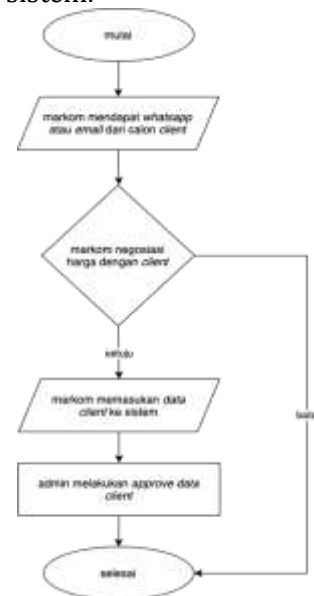 sistem.
mulai
markom mendapat whatsapp
atau email dari calon client
markom negosiasi
harga dengan client
setuju
markom memasukan data
client ke sistem
admin melakukan approve data
client
selesai